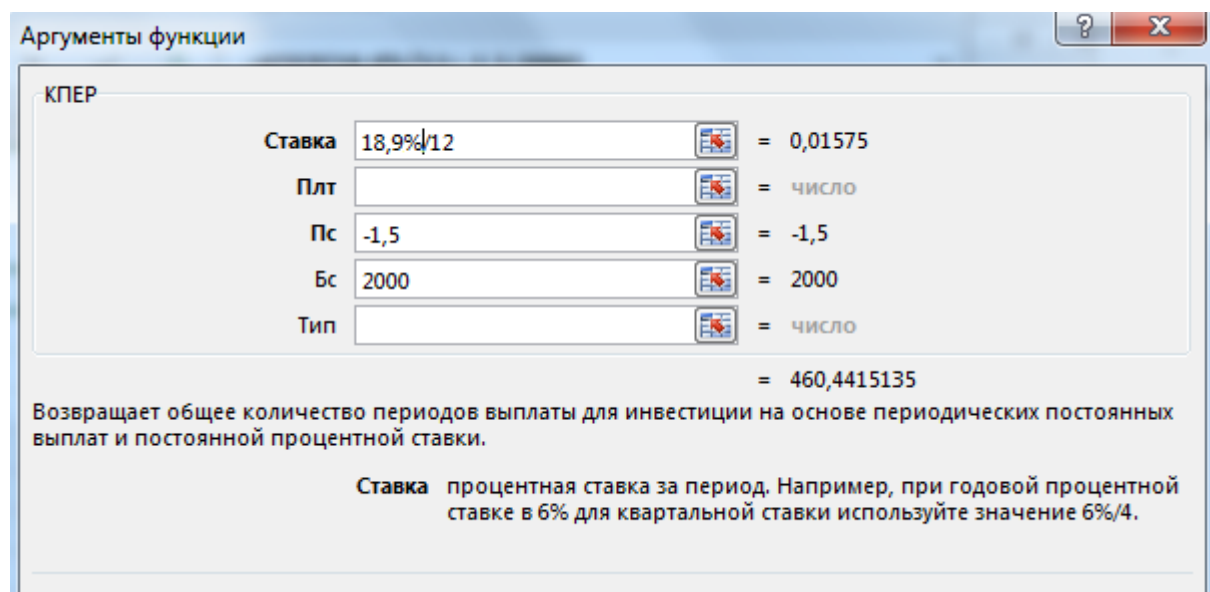 Аргументы функции
?
X
КПЕР
Ставка 18,9%/12 = 0,01575
Плт = число
Пс -1,5 = -1,5
Бс 2000 = 2000
Тип = число
= 460,4415135
Возвращает общее количество периодов выплаты для инвестиции на основе периодических постоянных
выплат и постоянной процентной ставки.
Ставка процентная ставка за период. Например, при годовой процентной
ставке в 6% для квартальной ставки используйте значение 6%/4.